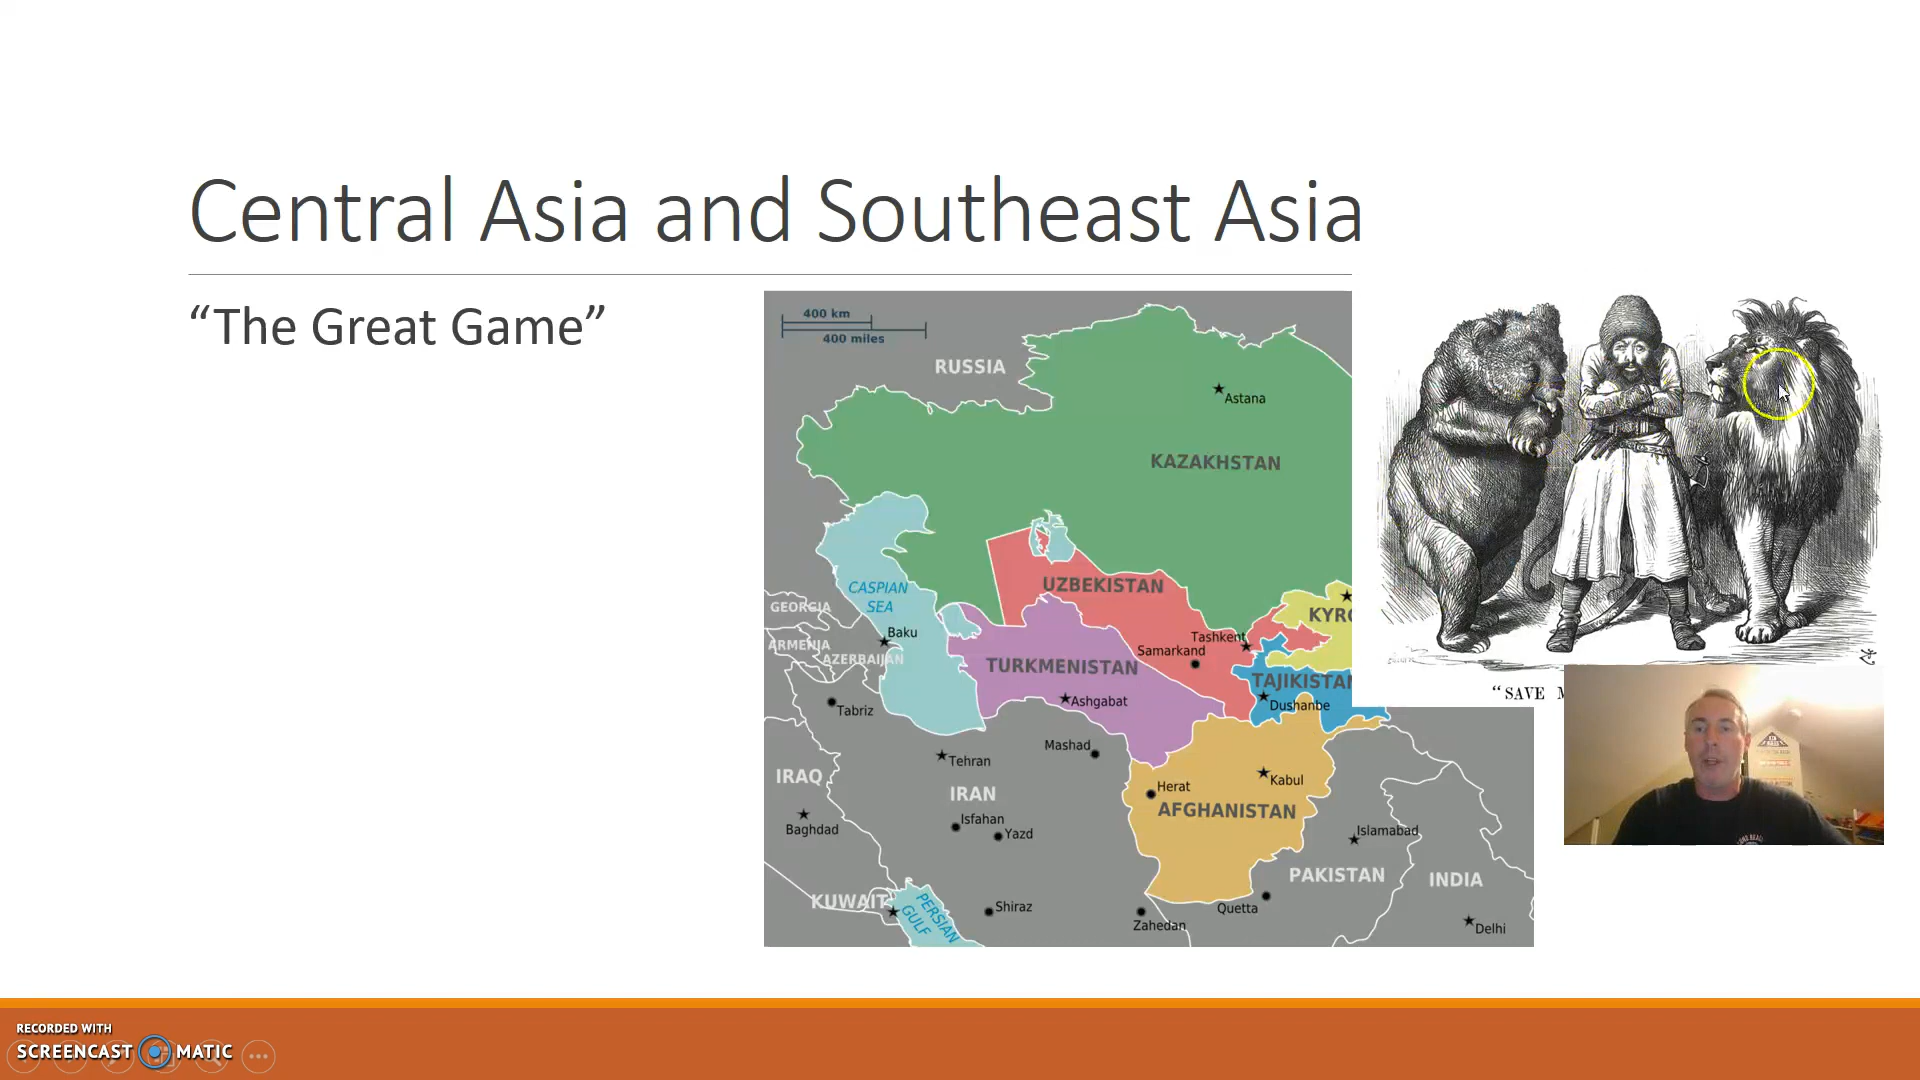 Central Asia and Southeast Asia
“The Great Game”
400 km
400 miles
RUSSIA
Astana
KAZAKHSTAN
CASPIAN
SEA
UZBEKISTAN
GEORGIA
KYRG
Baku
Tashkent
ARMENIA
Samarkand
AZERBAIJAN
TURKMENISTAN
TAJIKISTAN
Ashgabat
Dushanbe
Tabriz
“SAVE M
Mashad
Tehran
IRAQ
Herat
Kabul
IRAN
AFGHANISTAN
Isfahan
Baghdad
Yazd
Islamabad
PAKISTAN
INDIA
KUWAIT
PERSIAN
GULF
Shiraz
Quetta
Zahedan
Delhi
RECORDED WITH
SCREENCAST MATIC